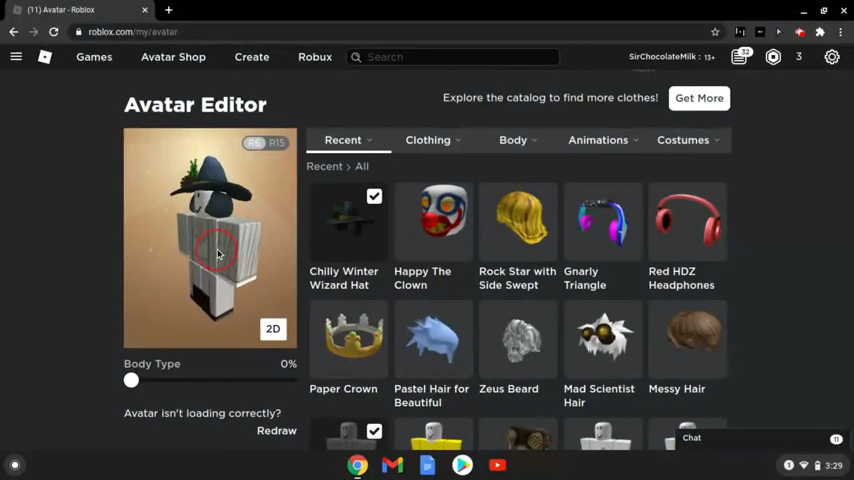 (11) Avatar - Roblox
roblox.com/my/avatar
Games Avatar Shop Create Robux Search SirChocolateMilk : 13+ 32 3
Avatar Editor
Explore the catalog to find more clothes! Get More
R6 R15
Recent Clothing Body Animations Costumes
Recent > All
Chilly Winter Wizard Hat
Happy The Clown
Rock Star with Side Swept
Gnarly Triangle
Red HDZ Headphones
2D
Body Type 0%
Paper Crown
Pastel Hair for Beautiful
Zeus Beard
Mad Scientist Hair
Messy Hair
Avatar isn't loading correctly?
Redraw
Chat 11
1 3:29